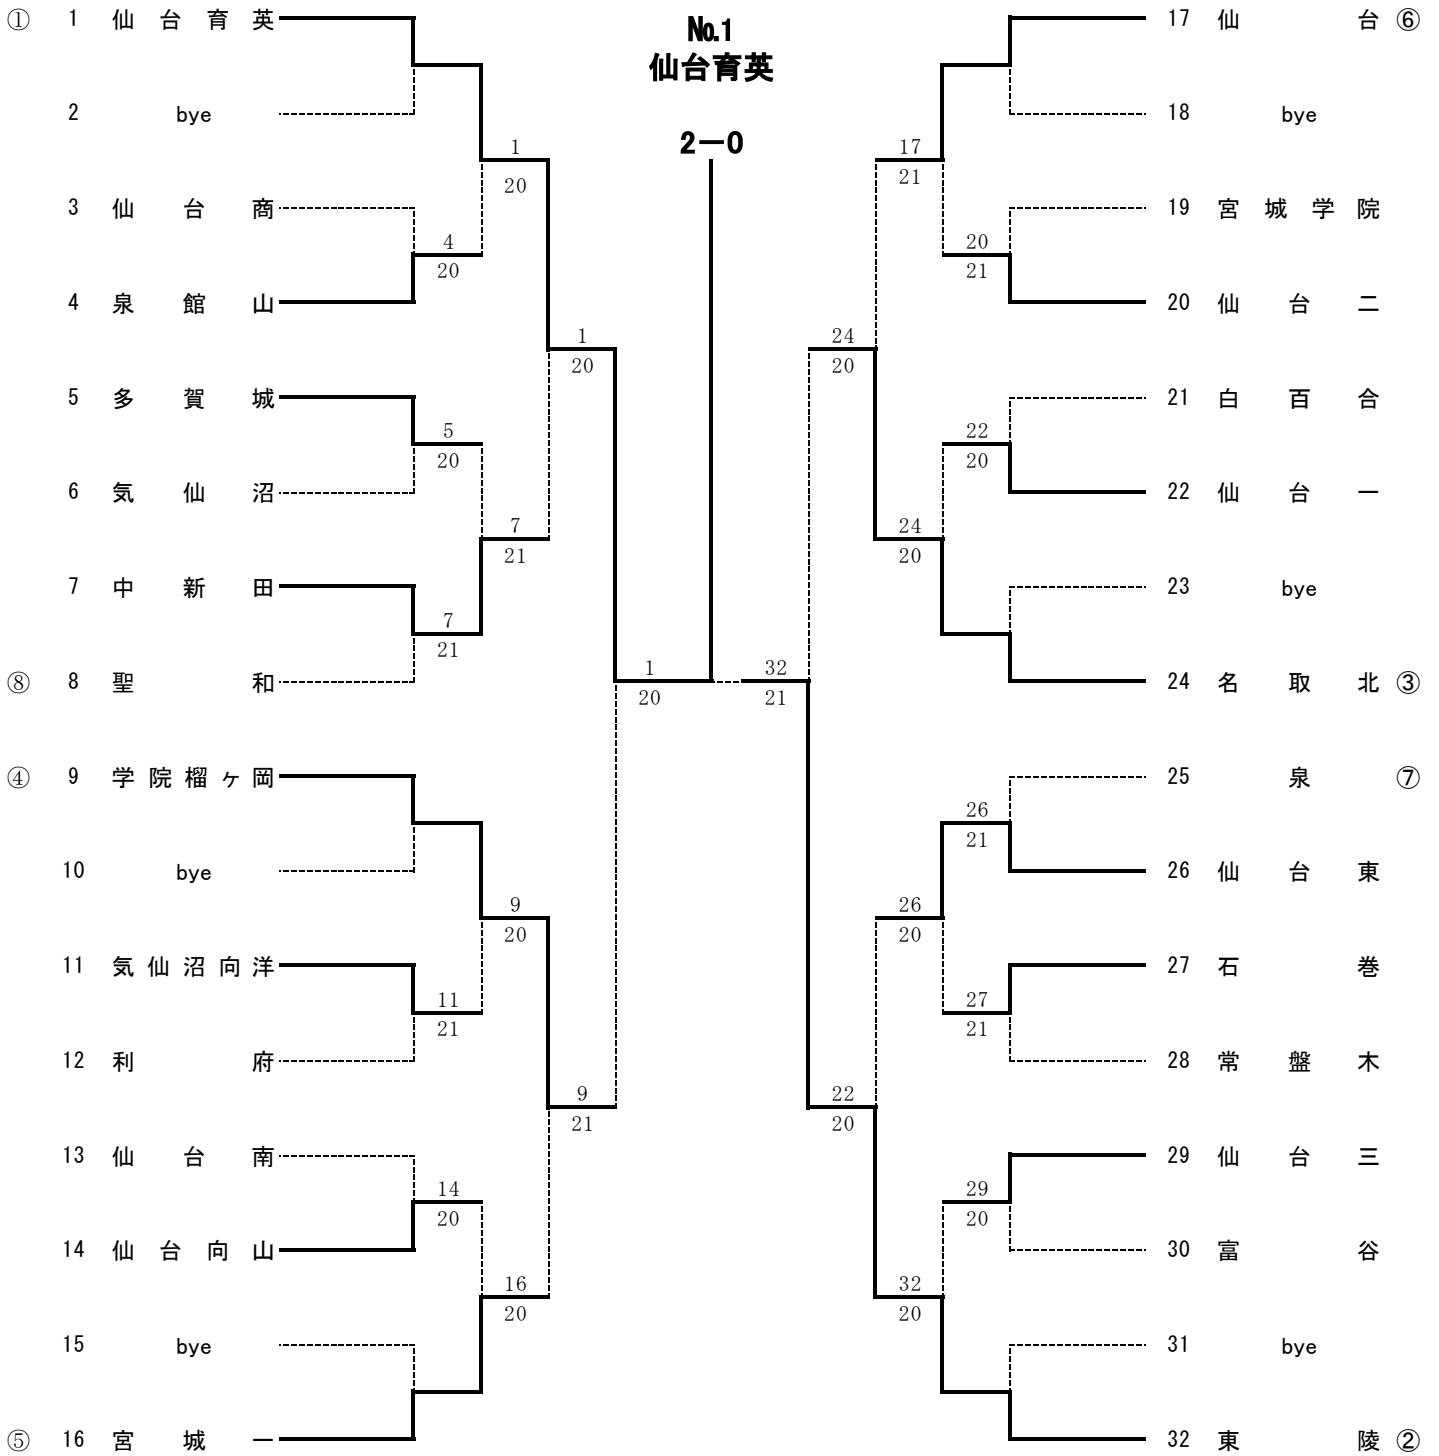 No.1
仙台育英
2－0
① 1 仙台育英
2 bye
3 仙台商
4 泉館山
5 多賀城
6 気仙沼
7 中新田
⑧ 8 聖和
④ 9 学院榴ヶ岡
10 bye
11 気仙沼向洋
12 利府
13 仙台南
14 仙台向山
15 bye
⑤ 16 宮城一
4
20
5
20
7
21
11
21
14
20
1
20
7
21
9
20
16
20
1
20
9
21
1
20
32
21
24
20
22
20
17
21
24
20
26
20
32
20
20
21
22
20
26
21
27
21
29
20
17 仙台 ⑥
18 bye
19 宮城学院
20 仙台二
21 白百合
22 仙台一
23 bye
24 名取北 ③
25 泉 ⑦
26 仙台東
27 石巻
28 常盤木
29 仙台三
30 富谷
31 bye
32 東陵 ②